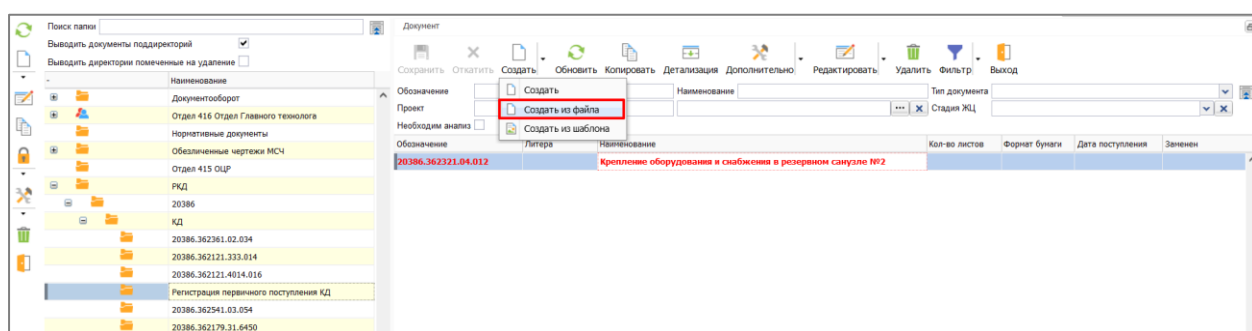 Поиск папки
Выводить документы поддиректорий
Выводить директории помеченные на удаление
Наименование
Документооборот
Отдел 416 Отдел Главного технолога
Нормативные документы
Обезличенные чертежи МСЧ
Отдел 415 ОЦР
РКД
20386
КД
20386.362361.02.034
20386.362121.333.014
20386.362121.4014.016
Регистрация первичного поступления КД
20386.362541.03.054
20386.362179.31.6450
Документ
Сохранить Откатить Создать Обновить Копировать Детализация Дополнительно Редактировать Удалить Фильтр Выход
Создать
Создать из файла
Создать из шаблона
Обозначение Наименование Тип документа
Проект Стадия ЖЦ
Необходим анализ
Обозначение Литера Наименование Кол-во листов Формат бумаги Дата поступления Заменен
20386.362321.04.012 Крепление оборудования и снабжения в резервном санузле №2